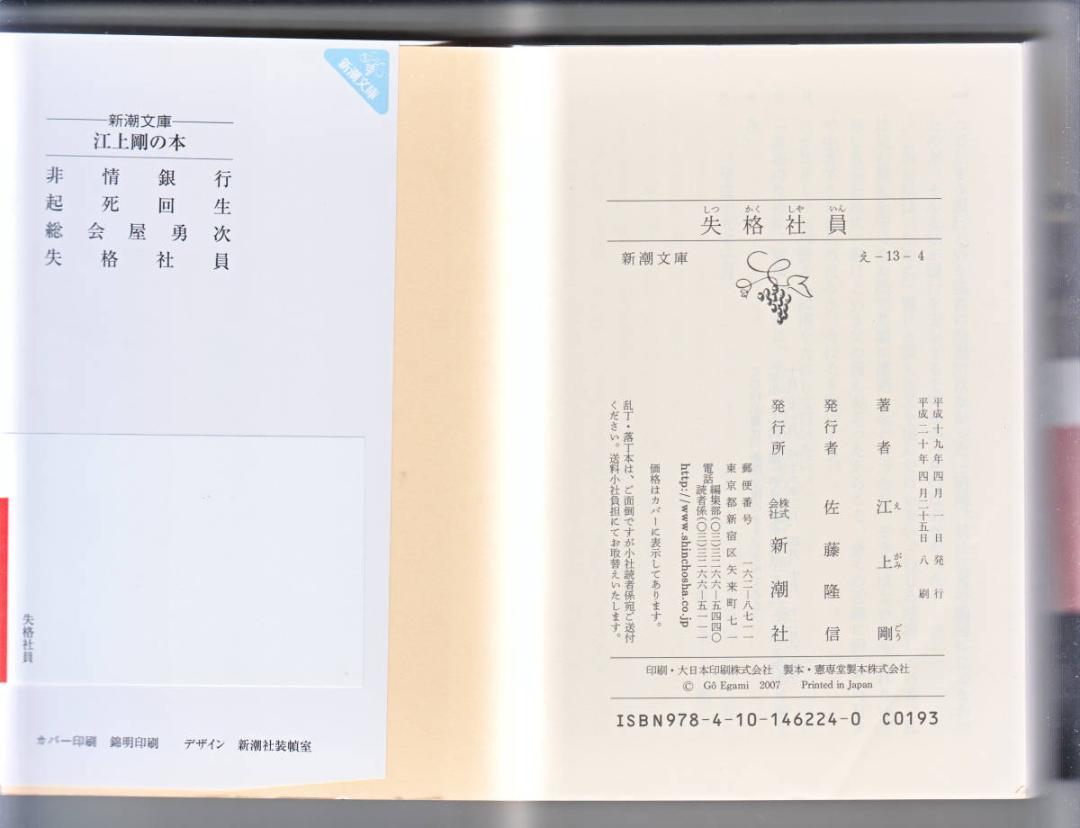 新潮文庫
新潮文庫
江上剛の本
非情銀行
起死回生
総会屋勇次
失格社員
失格社員
カバー印刷 錦明印刷 デザイン 新潮社装幀室
しつ かく しや いん
失格社員
新潮文庫 え-13-4
平成十九年四月一日発行
平成二十年四月二十五日八刷
著者 江上剛
え がみ ごう
発行者 佐藤隆信
発行所 株式会社 新潮社
郵便番号 一六二―八七一一
東京都新宿区矢来町七一
電話 編集部(〇三)三二六六―五四四〇
読者係(〇三)三二六六―五一一一
http://www.shinchosha.co.jp
価格はカバーに表示してあります。
乱丁・落丁本は、ご面倒ですが小社読者係宛ご送付
ください。送料小社負担にてお取替えいたします。
印刷・大日本印刷株式会社 製本・憲専堂製本株式会社
© Gō Egami 2007 Printed in Japan
ISBN978-4-10-146224-0 C0193